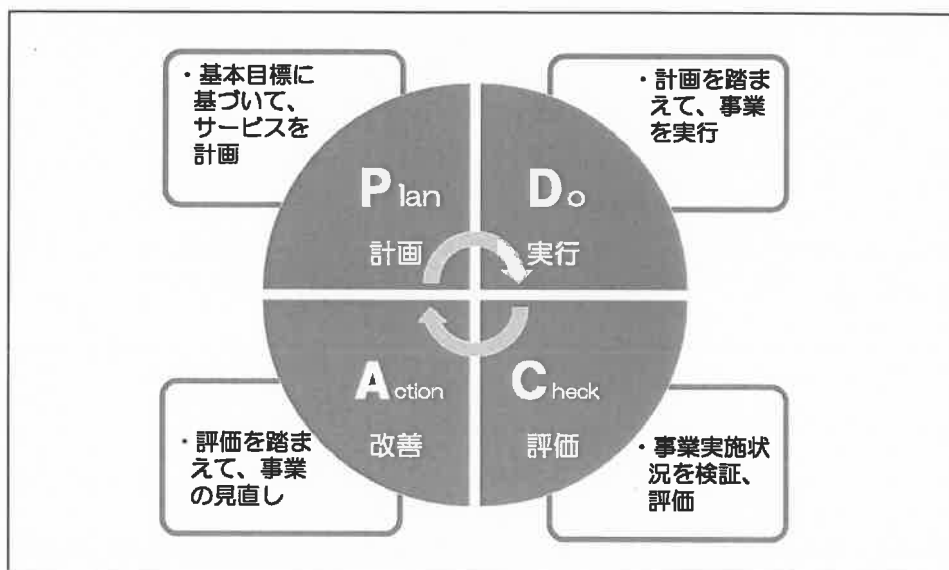 ・基本目標に
基づいて、
サービスを
計画
・計画を踏ま
えて、事業
を実行
Plan
計画
Do
実行
Action
改善
Check
評価
・評価を踏ま
えて、事業
の見直し
・事業実施状
況を検証、
評価